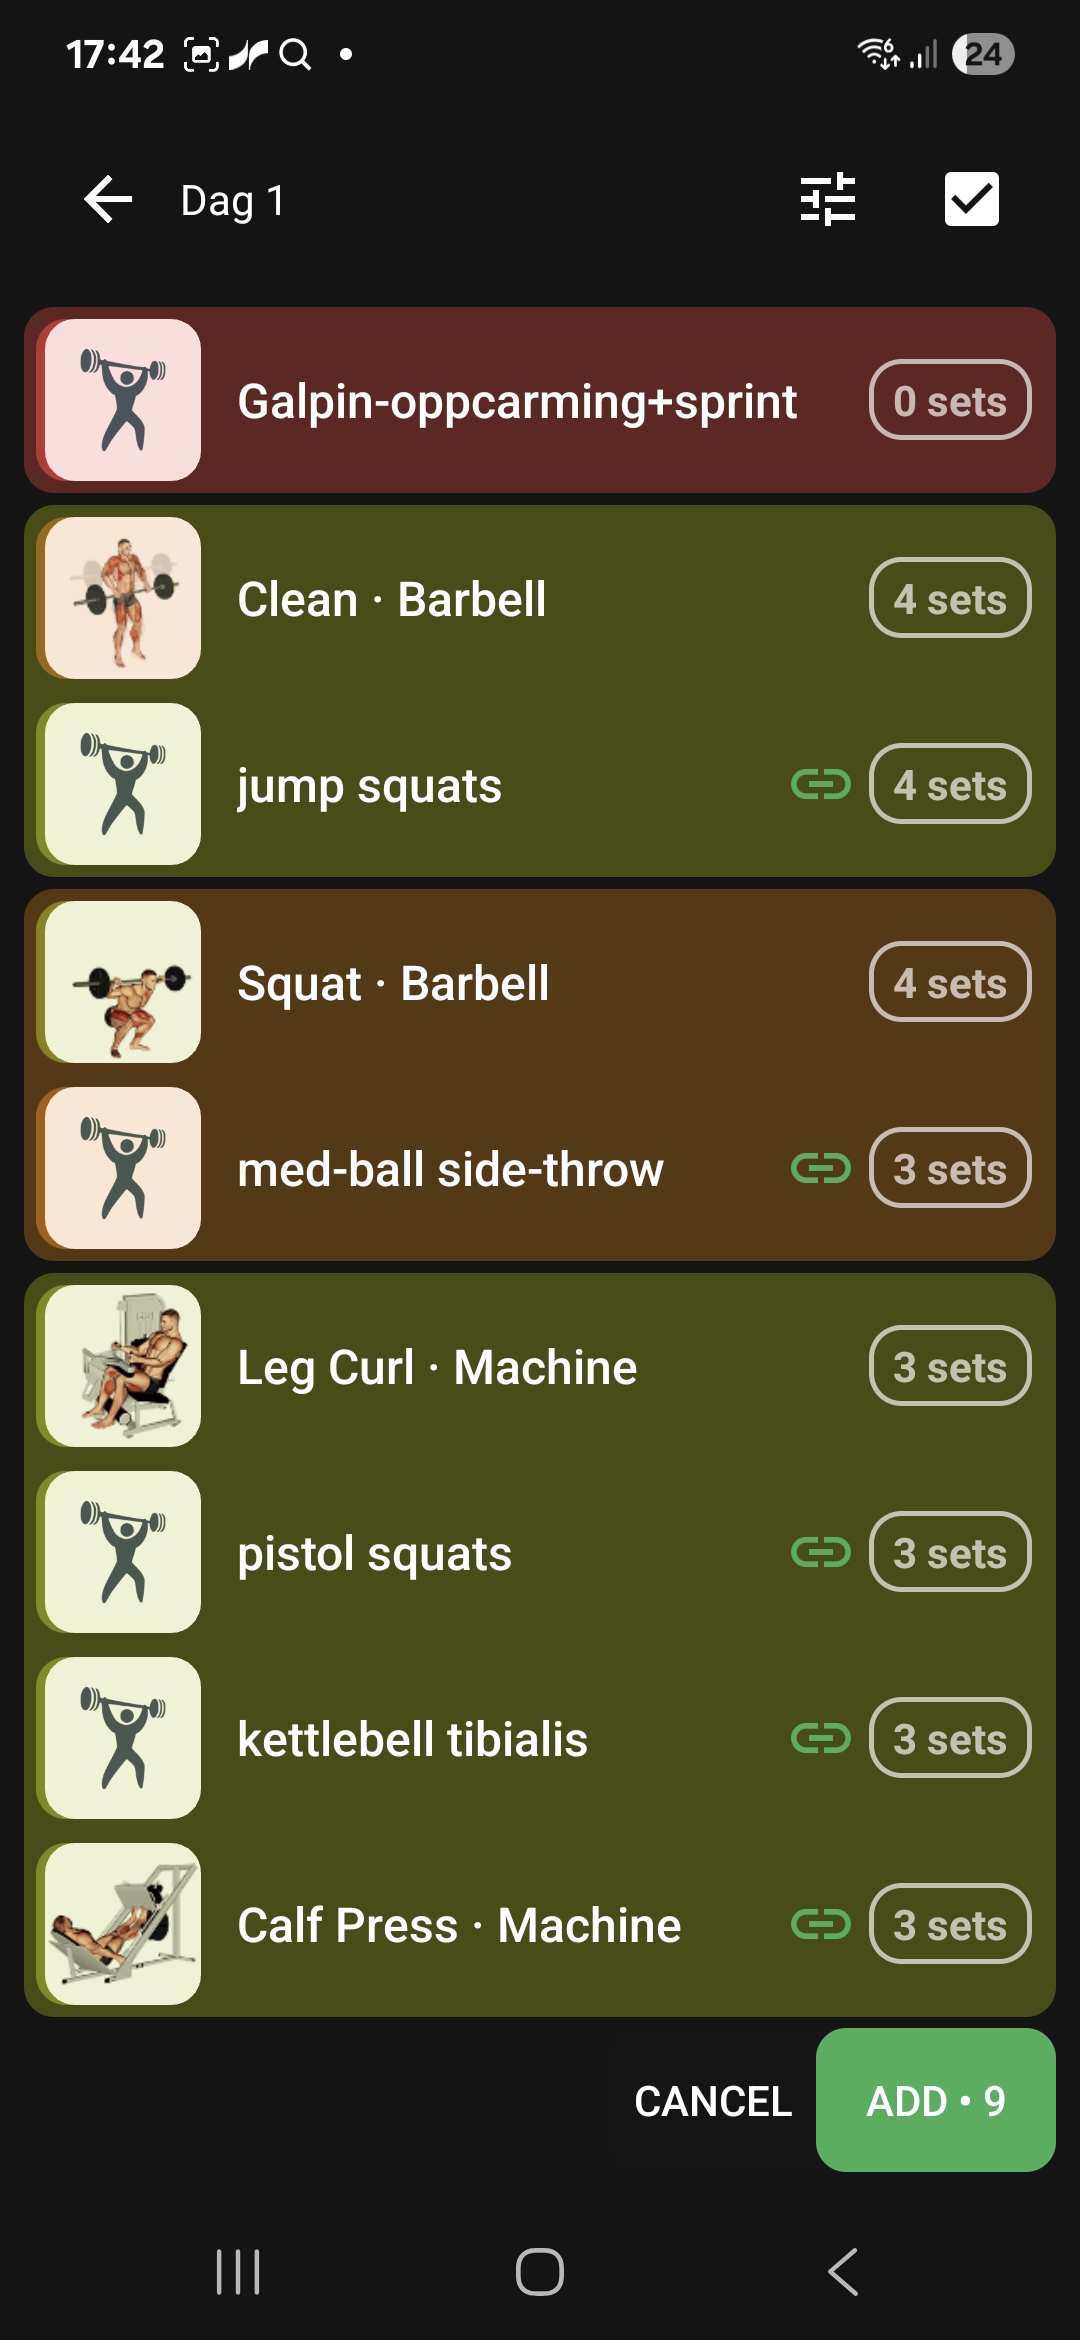 17:42
24
Dag 1
Galpin-oppcarming+sprint
0 sets
Clean · Barbell
4 sets
jump squats
4 sets
Squat · Barbell
4 sets
med-ball side-throw
3 sets
Leg Curl · Machine
3 sets
pistol squats
3 sets
kettlebell tibialis
3 sets
Calf Press · Machine
3 sets
CANCEL
ADD • 9